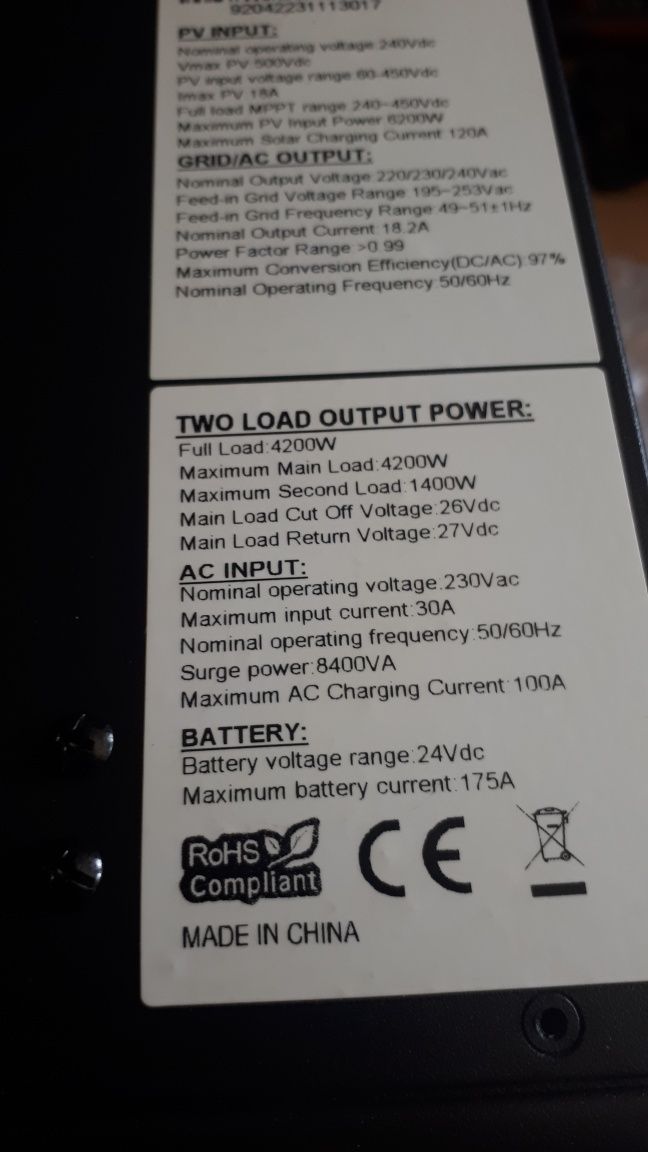 92042231113017
PV INPUT:
Nominal operating voltage:240Vdc
Vmax PV 500Vdc
PV input voltage range 60-450Vdc
Imax PV 18A
Full load MPPT range 240~450Vdc
Maximum PV Input Power 6200W
Maximum Solar Charging Current 120A
GRID/AC OUTPUT:
Nominal Output Voltage:220/230/240Vac
Feed-in Grid Voltage Range 195~253Vac
Feed-in Grid Frequency Range:49~51±1Hz
Nominal Output Current:18.2A
Power Factor Range:>0.99
Maximum Conversion Efficiency(DC/AC):97%
Nominal Operating Frequency:50/60Hz
TWO LOAD OUTPUT POWER:
Full Load:4200W
Maximum Main Load:4200W
Maximum Second Load:1400W
Main Load Cut Off Voltage:26Vdc
Main Load Return Voltage:27Vdc
AC INPUT:
Nominal operating voltage:230Vac
Maximum input current:30A
Nominal operating frequency:50/60Hz
Surge power:8400VA
Maximum AC Charging Current:100A
BATTERY:
Battery voltage range:24Vdc
Maximum battery current:175A
RoHS
Compliant
CE
MADE IN CHINA